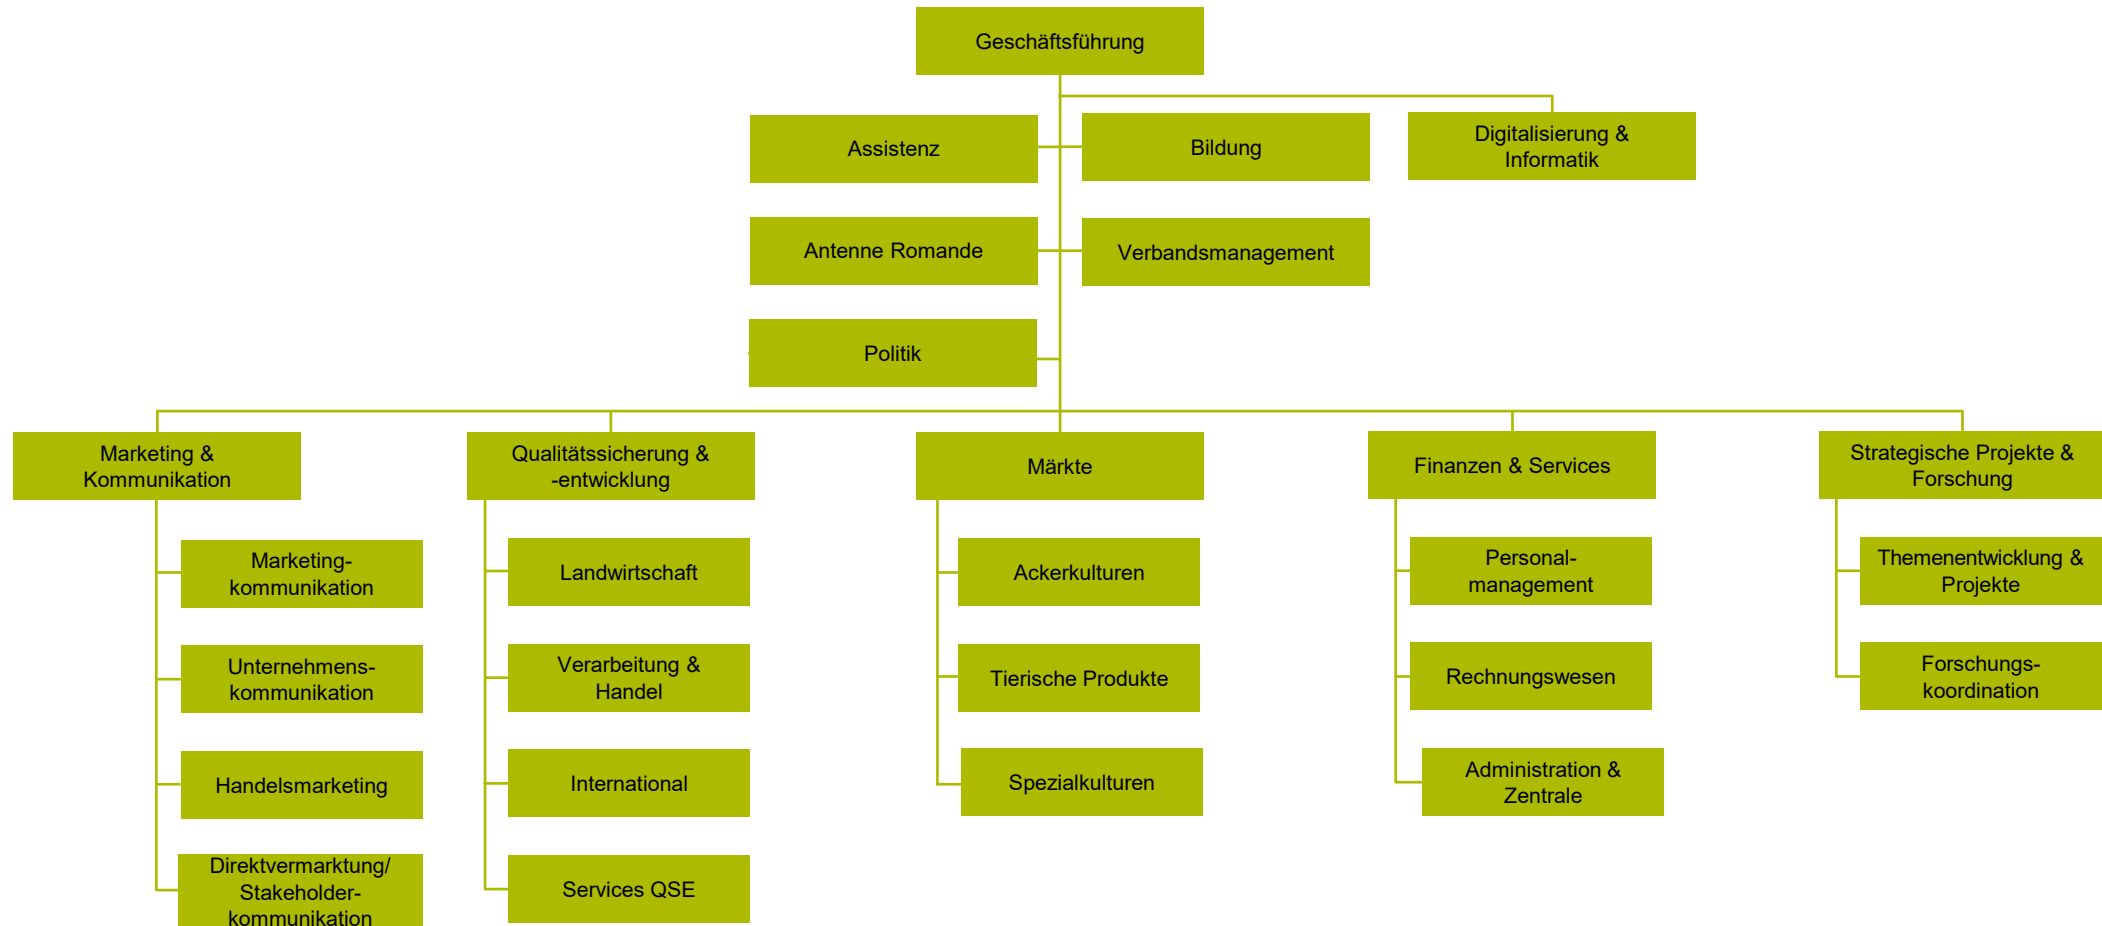 Geschäftsführung
Assistenz
Bildung
Digitalisierung &
Informatik
Antenne Romande
Verbandsmanagement
Politik
Marketing &
Kommunikation
Marketing-
kommunikation
Unternehmens-
kommunikation
Handelsmarketing
Direktvermarktung/
Stakeholder-
kommunikation
Qualitätssicherung &
-entwicklung
Landwirtschaft
Verarbeitung &
Handel
International
Services QSE
Märkte
Ackerkulturen
Tierische Produkte
Spezialkulturen
Finanzen & Services
Personal-
management
Rechnungswesen
Administration &
Zentrale
Strategische Projekte &
Forschung
Themenentwicklung &
Projekte
Forschungs-
koordination